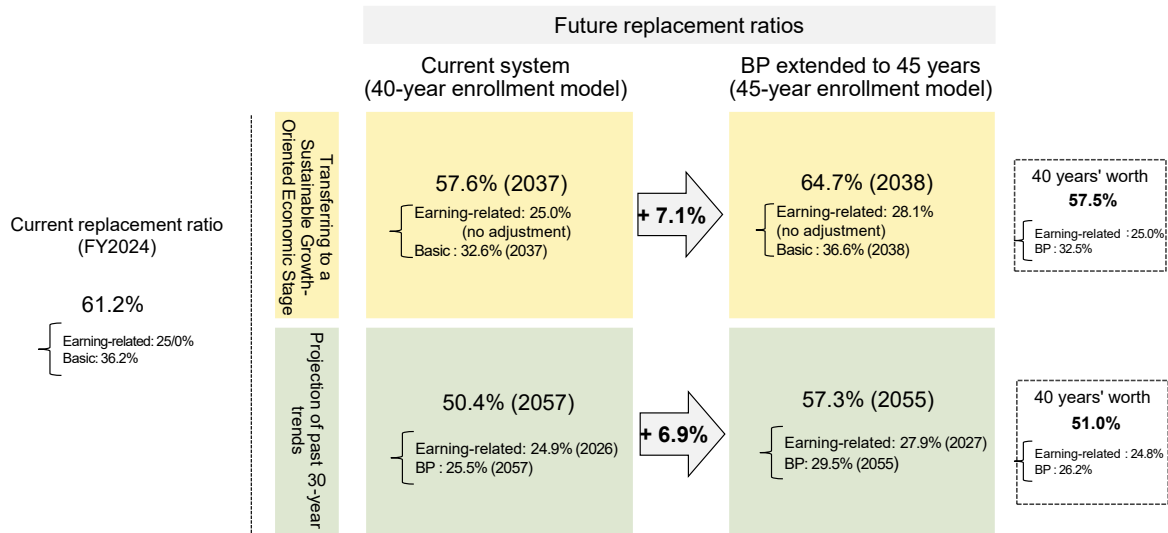 Future replacement ratios
Current system
(40-year enrollment model)
BP extended to 45 years
(45-year enrollment model)
Current replacement ratio
(FY2024)
61.2%
Earning-related: 25/0%
Basic: 36.2%
Transferring to a
Sustainable Growth-
Oriented Economic Stage
57.6% (2037)
Earning-related: 25.0%
(no adjustment)
Basic : 32.6% (2037)
+ 7.1%
64.7% (2038)
Earning-related: 28.1%
(no adjustment)
Basic : 36.6% (2038)
40 years' worth
57.5%
Earning-related : 25.0%
BP : 32.5%
Projection of past 30-year
trends
50.4% (2057)
Earning-related: 24.9% (2026)
BP : 25.5% (2057)
+ 6.9%
57.3% (2055)
Earning-related: 27.9% (2027)
BP: 29.5% (2055)
40 years' worth
51.0%
Earning-related : 24.8%
BP : 26.2%